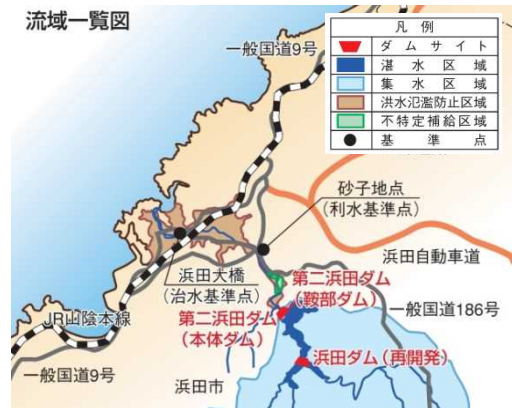 流域一覧図
一般国道9号
凡例
ダムサイト
湛水区域
集水区域
洪水氾濫防止区域
不特定補給区域
基準点
砂子地点
(利水基準点)
浜田自動車道
浜田大橋
(治水基準点)
第二浜田ダム
(鞍部ダム)
JR山陰本線
第二浜田ダム
(本体ダム)
一般国道186号
浜田ダム(再開発)
一般国道9号
浜田市